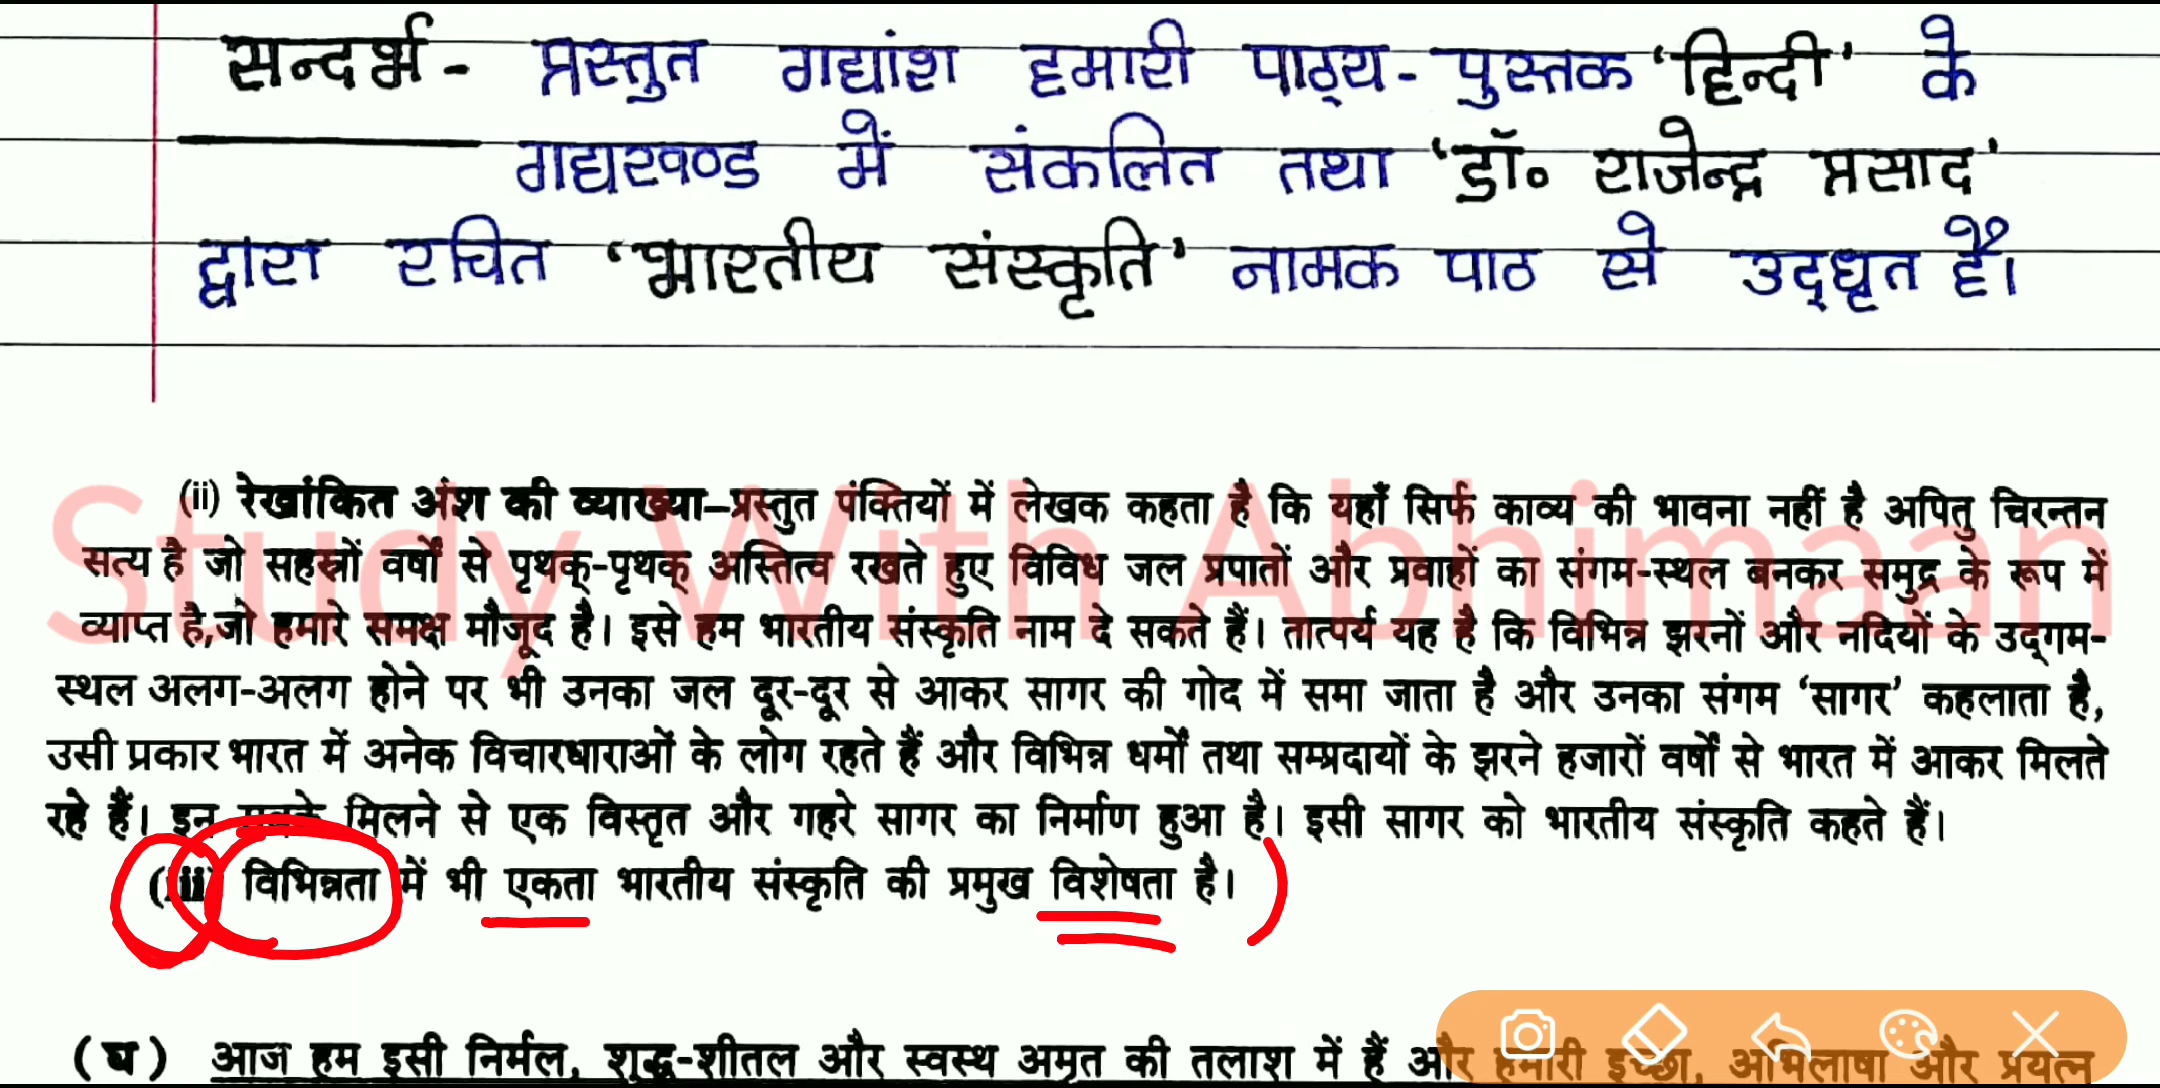 सन्दर्भ- प्रस्तुत गद्यांश हमारी पाठ्य-पुस्तक 'हिन्दी' के
गद्यखण्ड में संकलित तथा 'डॉ० राजेन्द्र प्रसाद'
द्वारा रचित 'भारतीय संस्कृति' नामक पाठ से उद्धृत है।
(ii) रेखांकित अंश की व्याख्या–प्रस्तुत पंक्तियों में लेखक कहता है कि यहाँ सिर्फ काव्य की भावना नहीं है अपितु चिरन्तन
सत्य है जो सहस्रों वर्षों से पृथक्-पृथक् अस्तित्व रखते हुए विविध जल प्रपातों और प्रवाहों का संगम-स्थल बनकर समुद्र के रूप में
व्याप्त है,जो हमारे समक्ष मौजूद है। इसे हम भारतीय संस्कृति नाम दे सकते हैं। तात्पर्य यह है कि विभिन्न झरनों और नदियों के उद्गम-
स्थल अलग-अलग होने पर भी उनका जल दूर-दूर से आकर सागर की गोद में समा जाता है और उनका संगम 'सागर' कहलाता है,
उसी प्रकार भारत में अनेक विचारधाराओं के लोग रहते हैं और विभिन्न धर्मों तथा सम्प्रदायों के झरने हजारों वर्षों से भारत में आकर मिलते
रहे हैं। इन सबके मिलने से एक विस्तृत और गहरे सागर का निर्माण हुआ है। इसी सागर को भारतीय संस्कृति कहते हैं।
(iii) विभिन्नता में भी एकता भारतीय संस्कृति की प्रमुख विशेषता है।
(घ) आज हम इसी निर्मल, शुद्ध-शीतल और स्वस्थ अमृत की तलाश में हैं और हमारी इच्छा, अभिलाषा और प्रयत्न
Study With Abhimaan